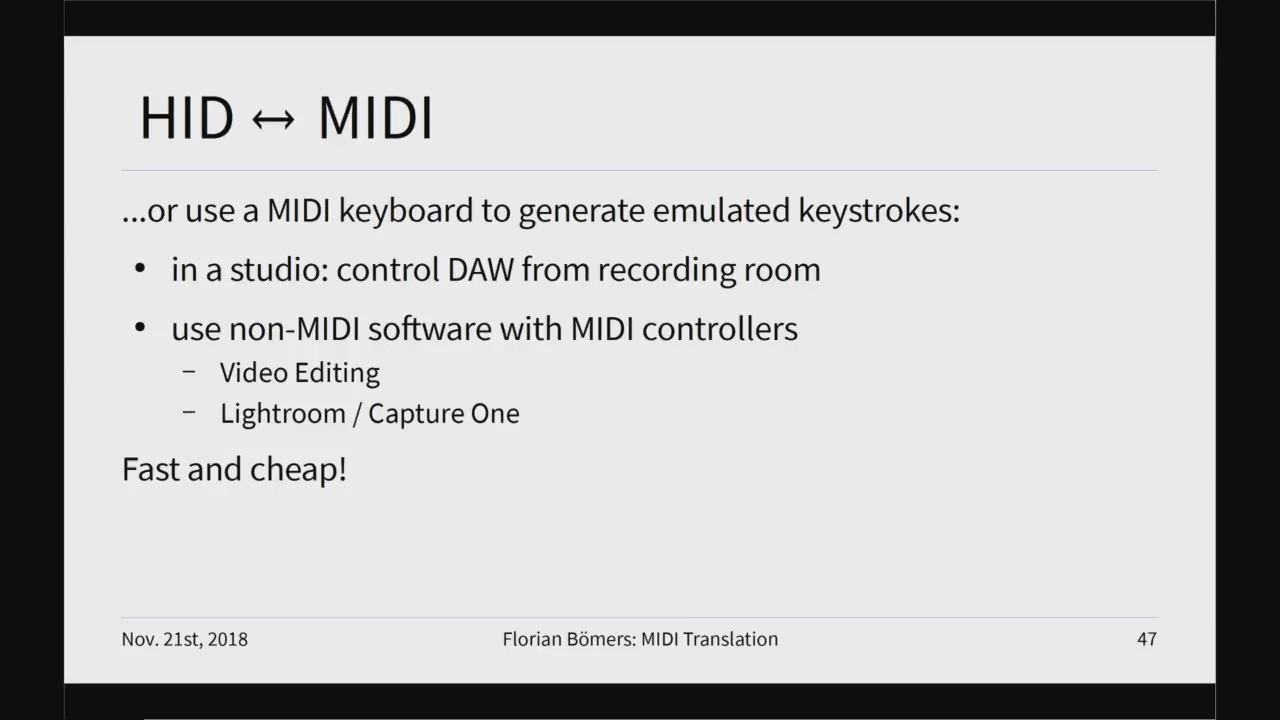 HID ↔ MIDI
...or use a MIDI keyboard to generate emulated keystrokes:
• in a studio: control DAW from recording room
• use non-MIDI software with MIDI controllers
– Video Editing
– Lightroom / Capture One
Fast and cheap!
Nov. 21st, 2018
Florian Bömers: MIDI Translation
47